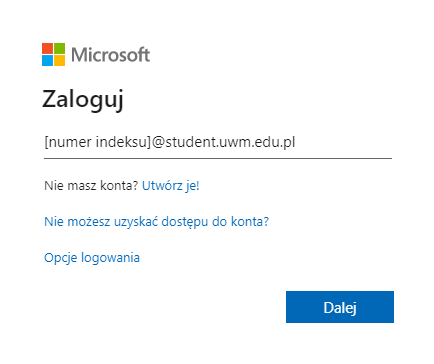 Microsoft
Zaloguj
[numer indeksu]@student.uwm.edu.pl
Nie masz konta? Utwórz je!
Nie możesz uzyskać dostępu do konta?
Opcje logowania
Dalej